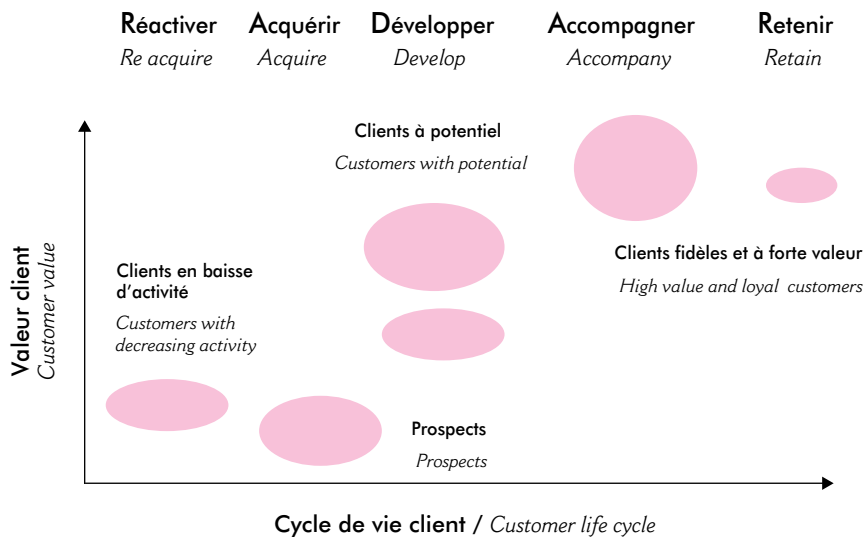 Réactiver
Re acquire
Acquérir
Acquire
Développer
Develop
Accompagner
Accompany
Retenir
Retain
Clients à potentiel
Customers with potential
Clients en baisse
d'activité
Customers with
decreasing activity
Clients fidèles et à forte valeur
High value and loyal customers
Prospects
Prospects
Valeur client
Customer value
Cycle de vie client / Customer life cycle